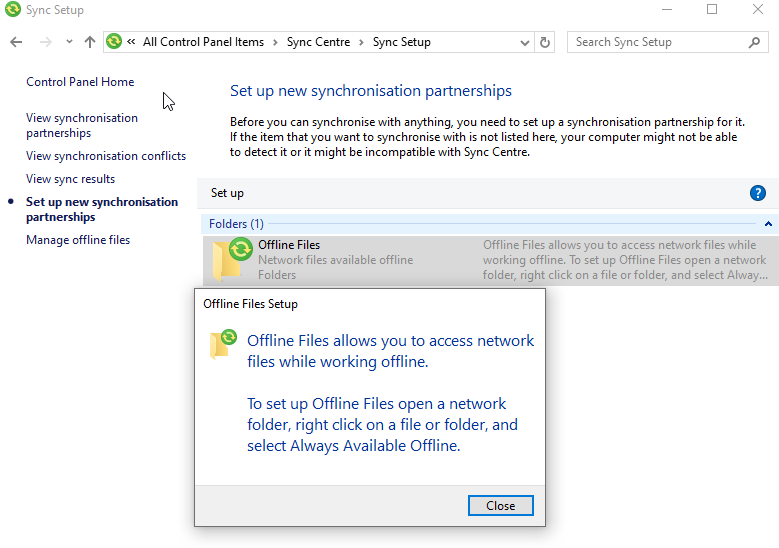 Sync Setup
« All Control Panel Items > Sync Centre > Sync Setup
Search Sync Setup
Control Panel Home
View synchronisation
partnerships
View synchronisation conflicts
View sync results
Set up new synchronisation
partnerships
Manage offline files
Set up new synchronisation partnerships
Before you can synchronise with anything, you need to set up a synchronisation partnership for it.
If the item that you want to synchronise with is not listed here, your computer might not be able
to detect it or it might be incompatible with Sync Centre.
Set up
?
Folders (1)
Offline Files
Network files available offline
Folders
Offline Files allows you to access network files while
working offline. To set up Offline Files open a network
folder, right click on a file or folder, and select Alway...
Offline Files Setup
Offline Files allows you to access network
files while working offline.
To set up Offline Files open a network
folder, right click on a file or folder, and
select Always Available Offline.
Close